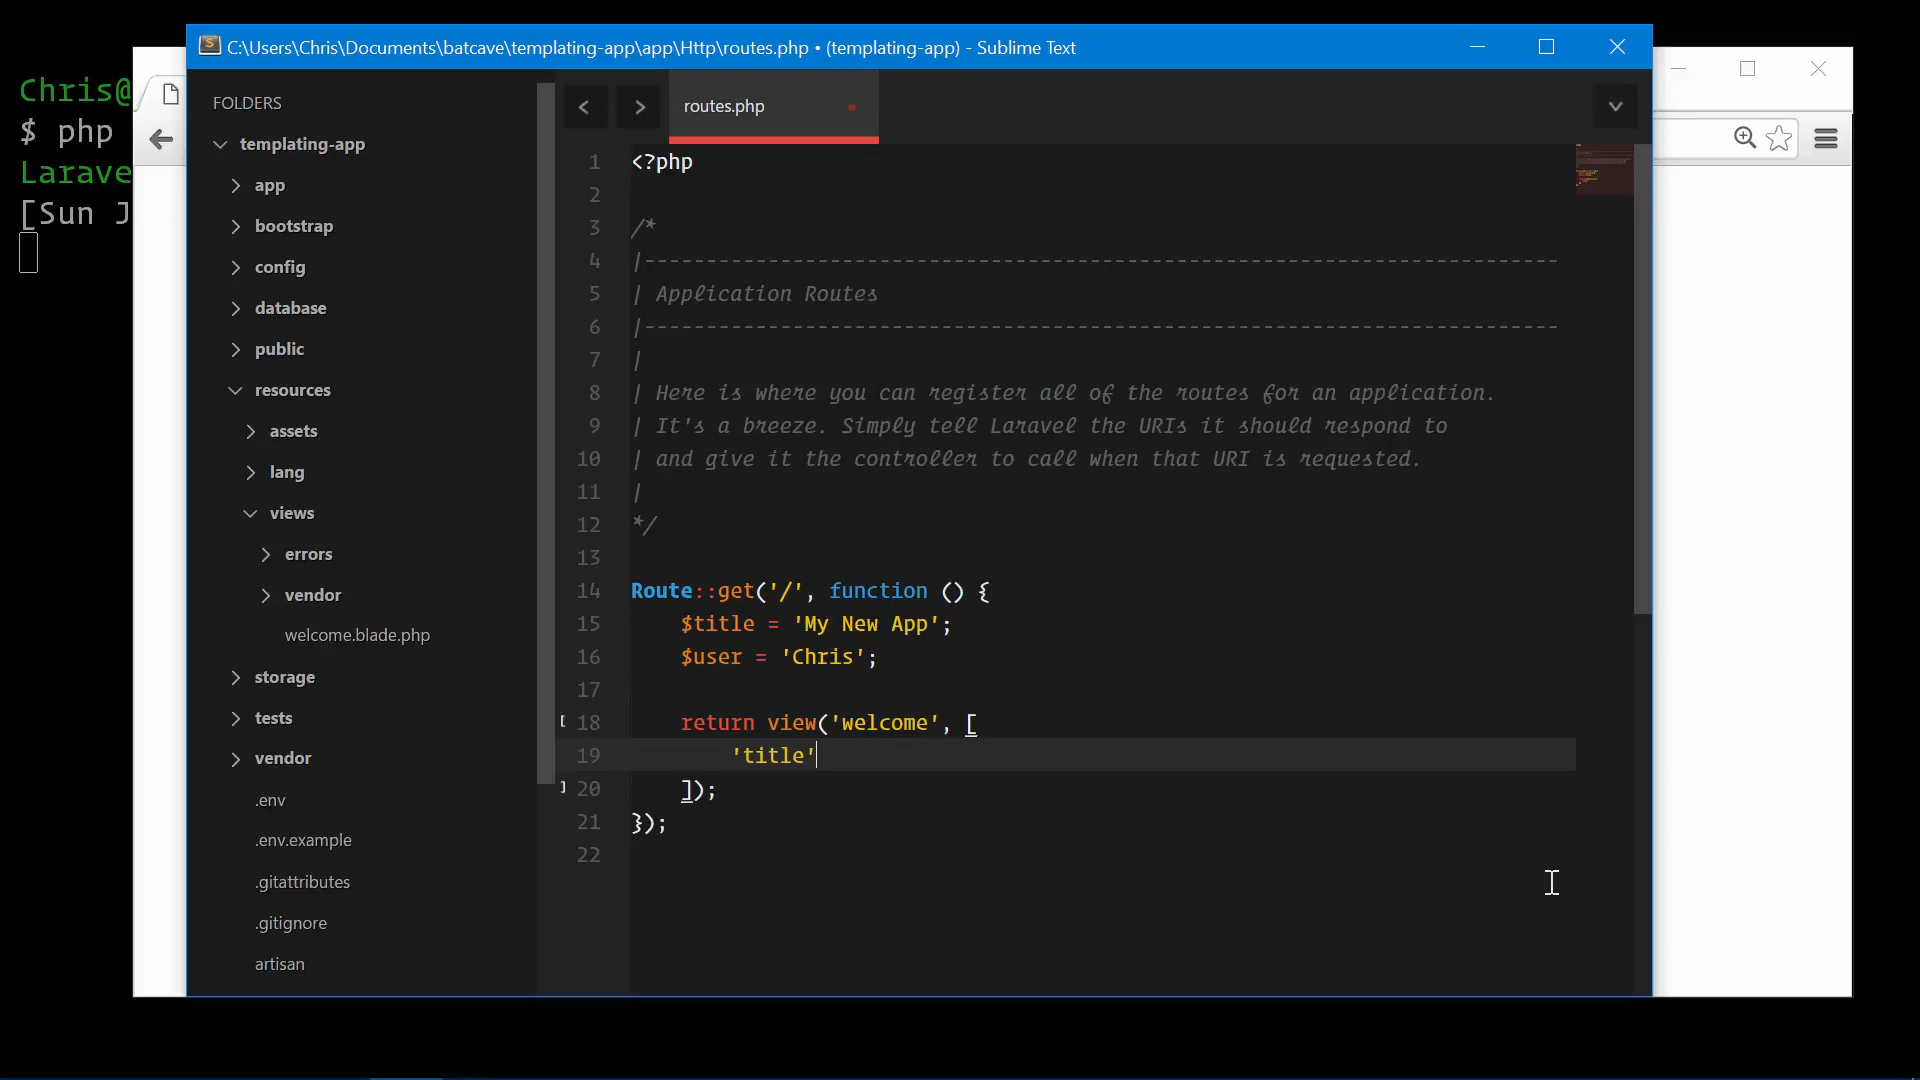 C:\Users\Chris\Documents\batcave\templating-app\app\Http\routes.php • (templating-app) - Sublime Text
Chris@
$ php
Larave
[Sun J
FOLDERS
templating-app
app
bootstrap
config
database
public
resources
assets
lang
views
errors
vendor
welcome.blade.php
storage
tests
vendor
.env
.env.example
.gitattributes
.gitignore
artisan
routes.php
1 <?php
2
3 /*
4 |--------------------------------------------------------------------------
5 | Application Routes
6 |--------------------------------------------------------------------------
7 |
8 | Here is where you can register all of the routes for an application.
9 | It's a breeze. Simply tell Laravel the URIs it should respond to
10 | and give it the controller to call when that URI is requested.
11 |
12 */
13
14 Route::get('/', function () {
15     $title = 'My New App';
16     $user = 'Chris';
17
18     return view('welcome', [
19         'title'
20     ]);
21 });
22